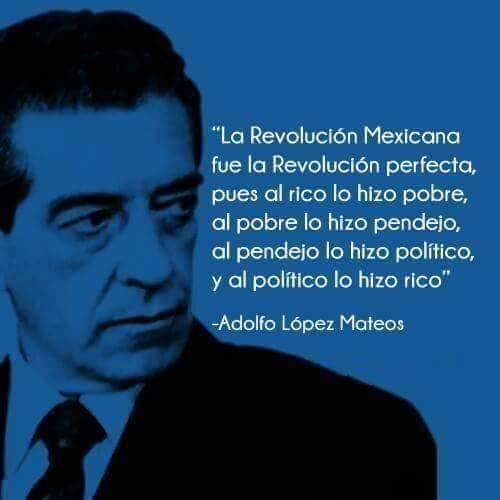 “La Revolución Mexicana
fue la Revolución perfecta,
pues al rico lo hizo pobre,
al pobre lo hizo pendejo,
al pendejo lo hizo político,
y al político lo hizo rico”
-Adolfo López Mateos